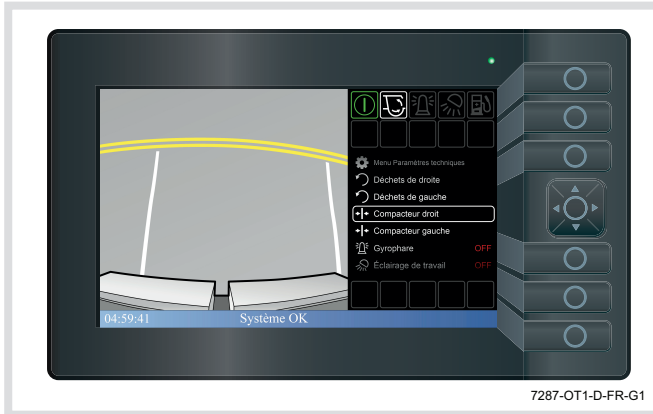 Menu Paramètres techniques
Déchets de droite
Déchets de gauche
Compacteur droit
Compacteur gauche
Gyrophare OFF
Éclairage de travail OFF
04:59:41 Système OK
7287-OT1-D-FR-G1